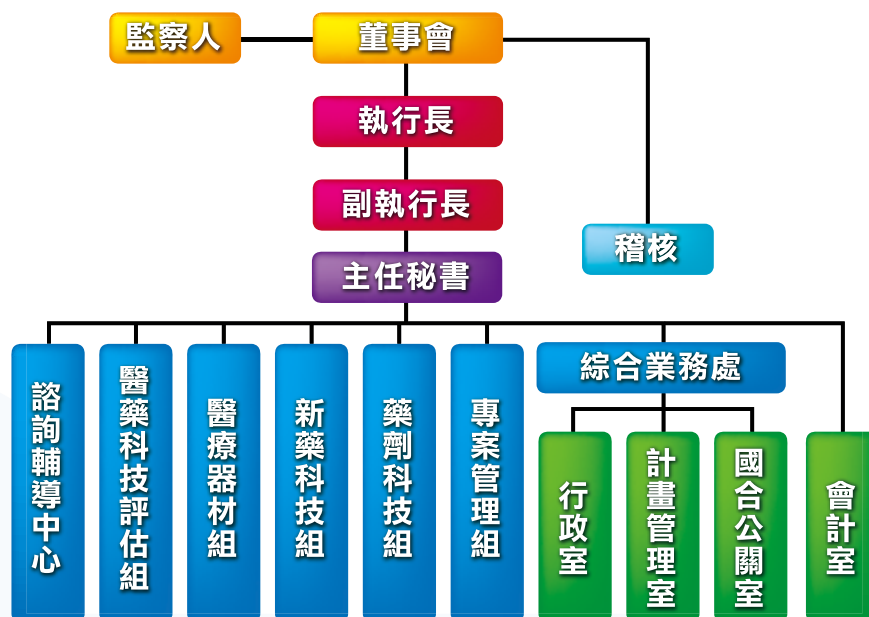 監察人
董事會
執行長
副執行長
稽核
主任秘書
諮詢輔導中心
醫藥科技評估組
醫療器材組
新藥科技組
藥劑科技組
專案管理組
綜合業務處
行政室
計畫管理室
國合公關室
會計室